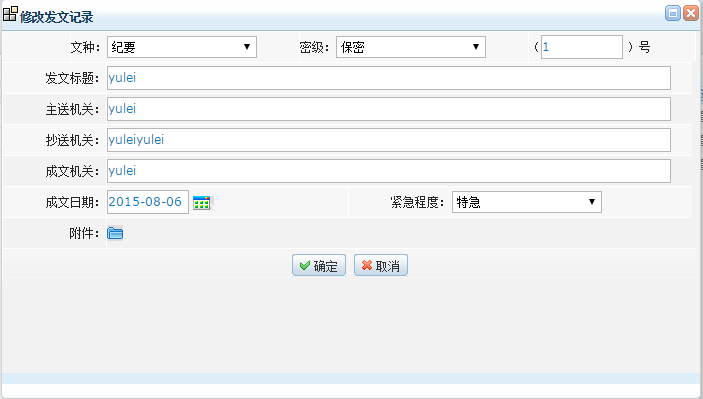 修改发文记录
文种: 纪要 密级: 保密 （1 ）号
发文标题: yulei
主送机关: yulei
抄送机关: yuleiyulei
成文机关: yulei
成文日期: 2015-08-06 紧急程度: 特急
附件:
确定 取消